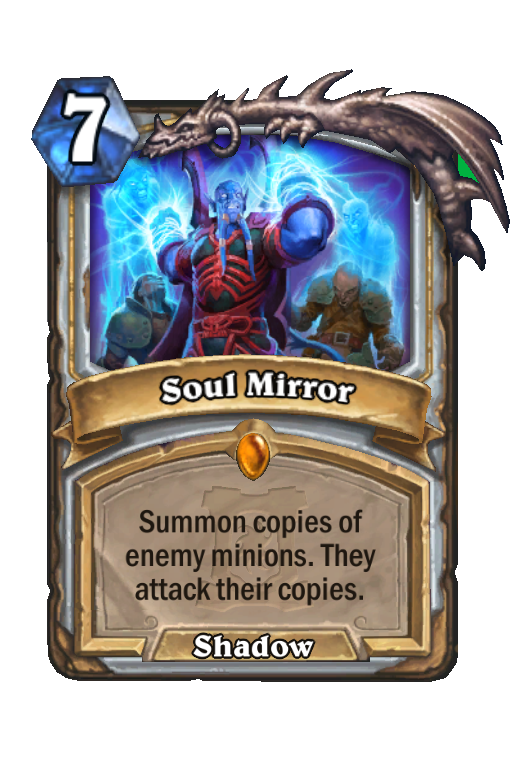 7
Soul Mirror
Summon copies of
enemy minions. They
attack their copies.
Shadow